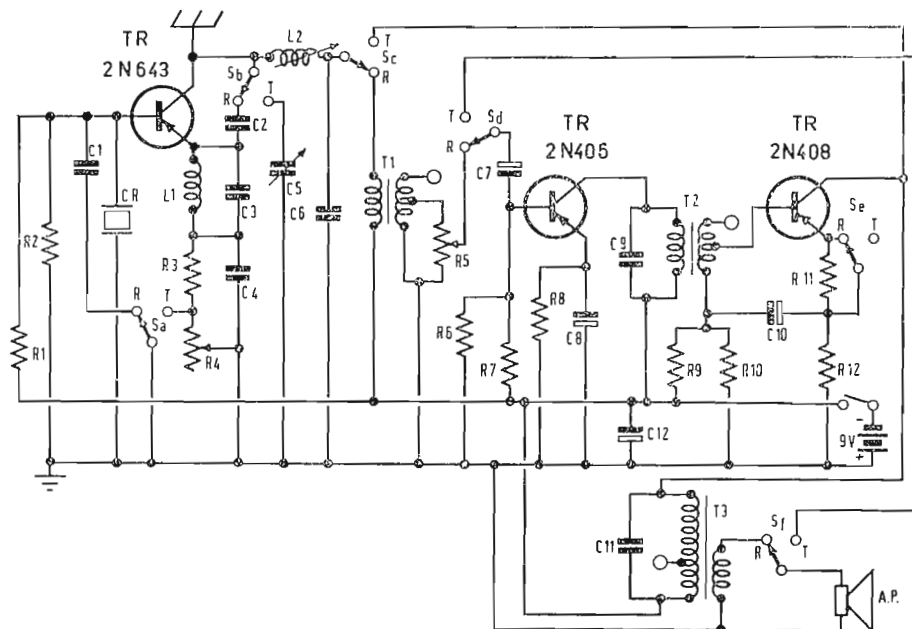 TR
2N643
L2
T
Sc
R
Sb
R
T
C2
T
Sd
R
TR
2N405
TR
2N408
C1
CR
L1
C3
C5
C6
T1
C7
R5
T2
C9
Se
R
T
R2
R3
C4
R
Sa
T
R4
R1
R6
R7
R8
C8
R9
R10
C10
R11
R12
C12
-
9V
+
T3
C11
Sf
R
T
A.P.